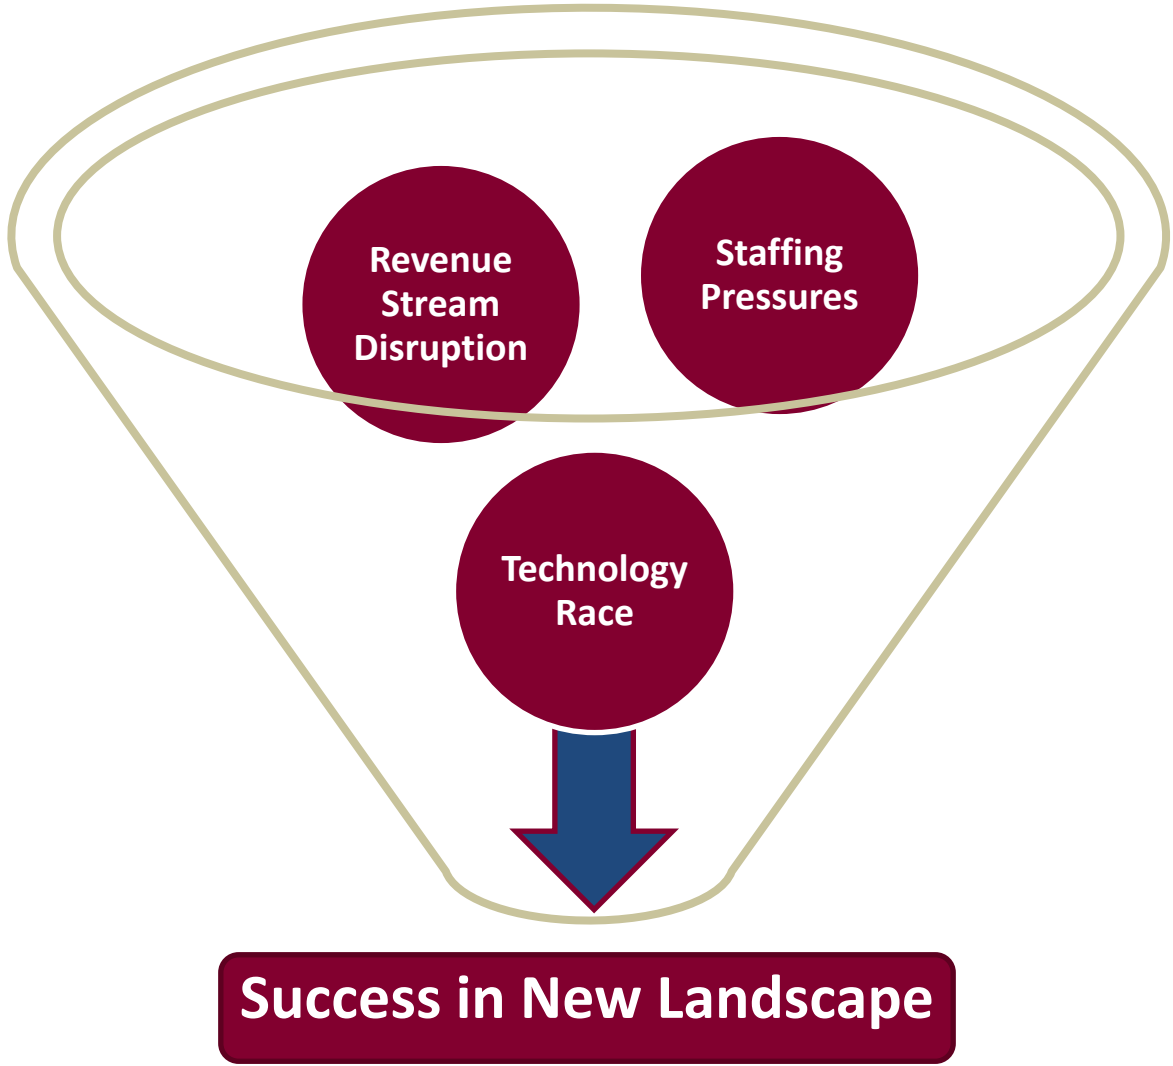 Revenue
Stream
Disruption
Staffing
Pressures
Technology
Race
Success in New Landscape